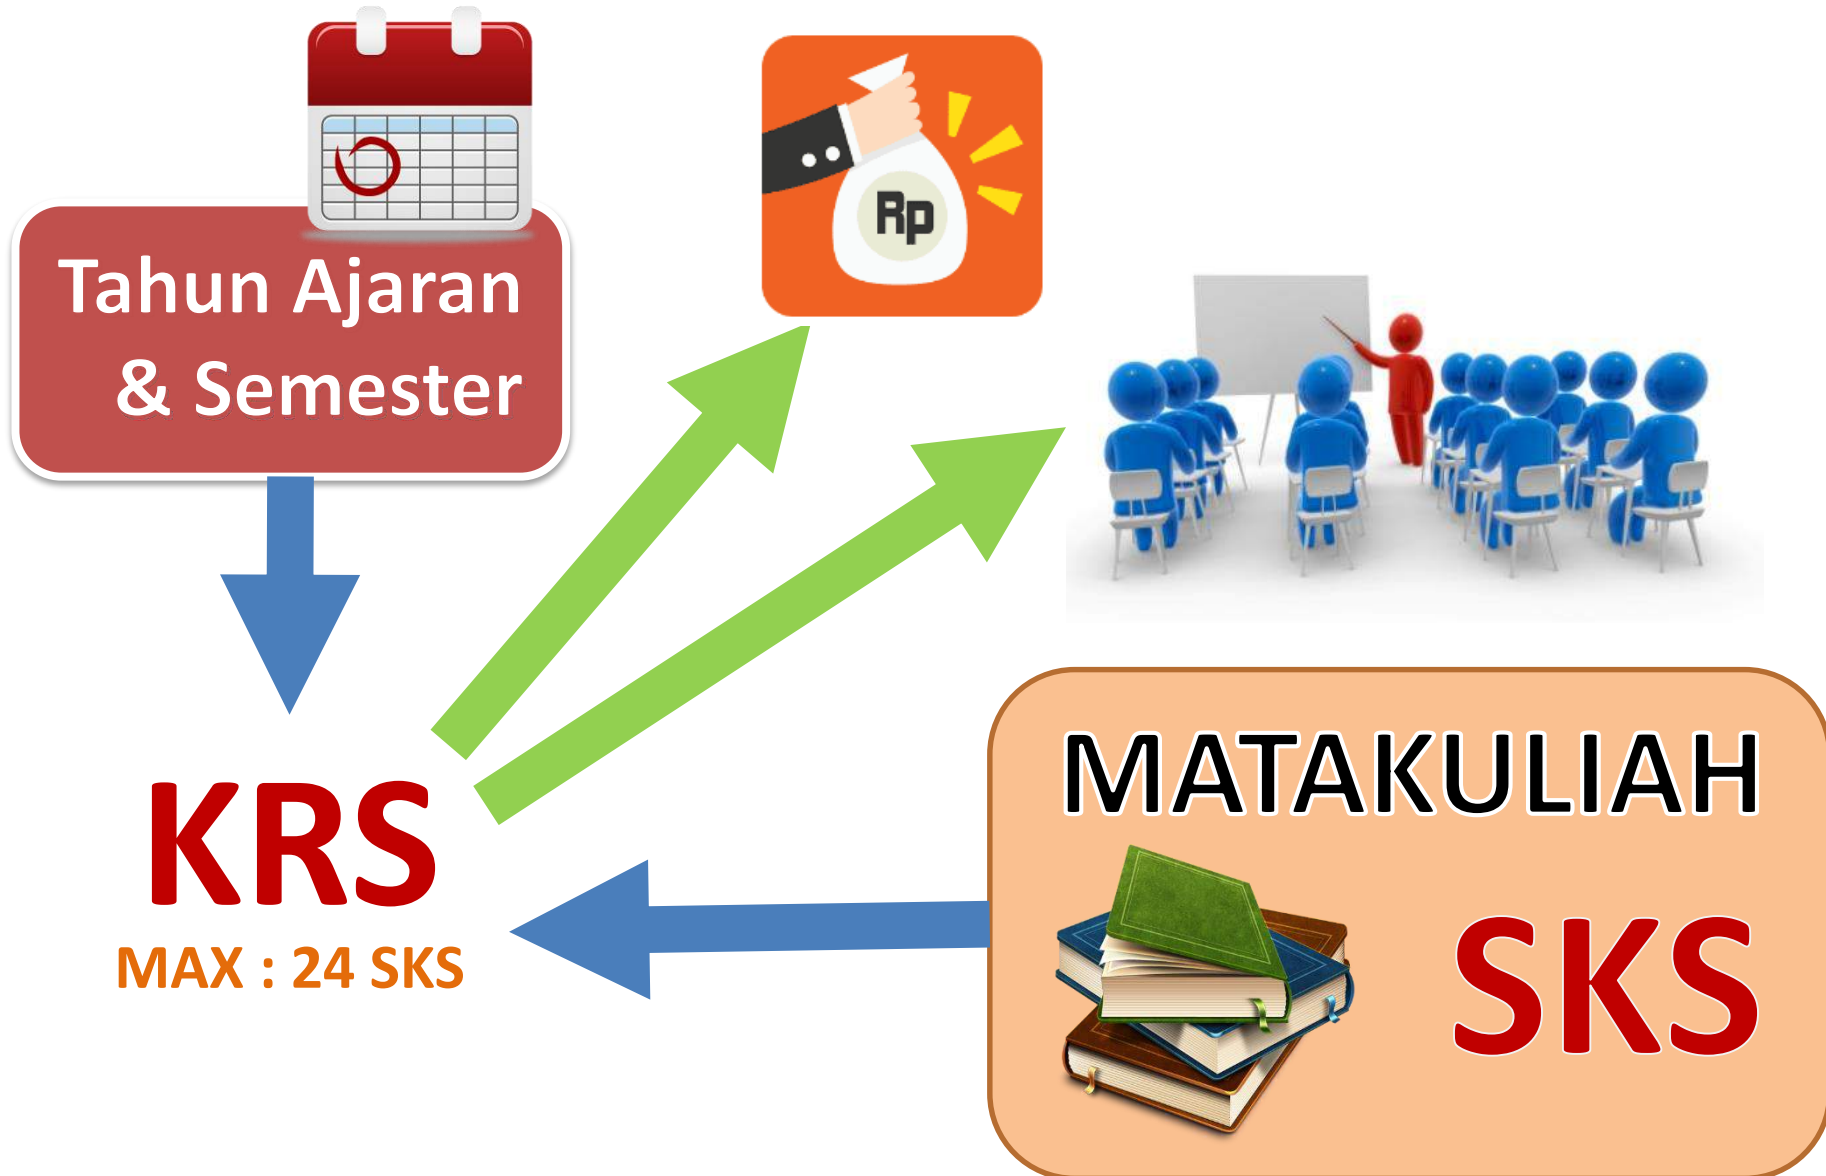 Tahun Ajaran
& Semester
Rp
KRS
MAX : 24 SKS
MATAKULIAH
SKS